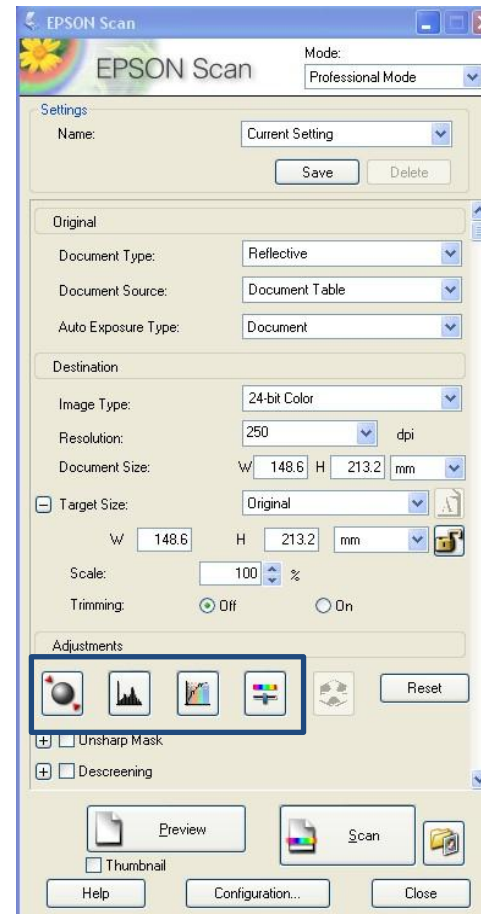 EPSON Scan
EPSON Scan
Mode:
Professional Mode
Settings
Name: Current Setting
Save Delete
Original
Document Type: Reflective
Document Source: Document Table
Auto Exposure Type: Document
Destination
Image Type: 24-bit Color
Resolution: 250 dpi
Document Size: W 148.6 H 213.2 mm
Target Size: Original
W 148.6 H 213.2 mm
Scale: 100 %
Trimming: Off On
Adjustments
Reset
Unsharp Mask
Descreening
Preview Scan
Thumbnail
Help Configuration... Close